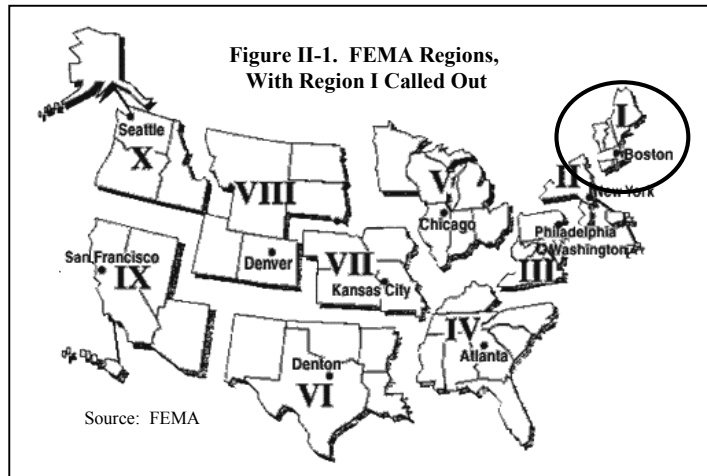 Figure II-1. FEMA Regions,
With Region I Called Out
Seattle
X
VIII
V
I
Boston
II
New York
Chicago
Philadelphia
Washington
III
San Francisco
IX
Denver
VII
Kansas City
IV
Atlanta
Denton
VI
Source: FEMA